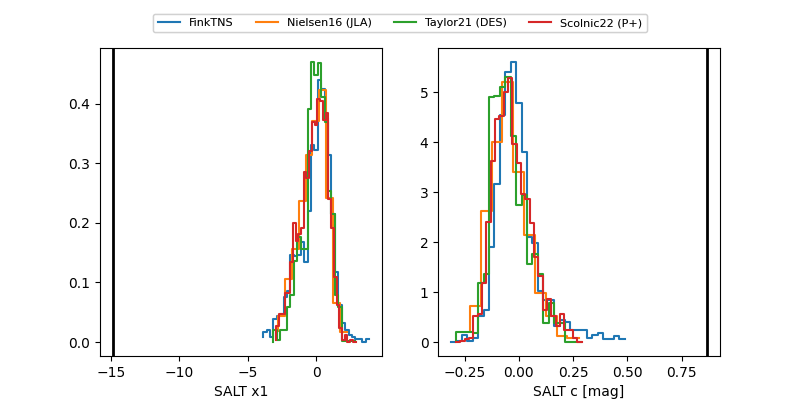 FinkTNS Nielsen16 (JLA) Taylor21 (DES) Scolnic22 (P+)
0.4
0.3
0.2
0.1
0.0
−15 −10 −5 0
SALT x1
5
4
3
2
1
0
−0.25 0.00 0.25 0.50 0.75
SALT c [mag]